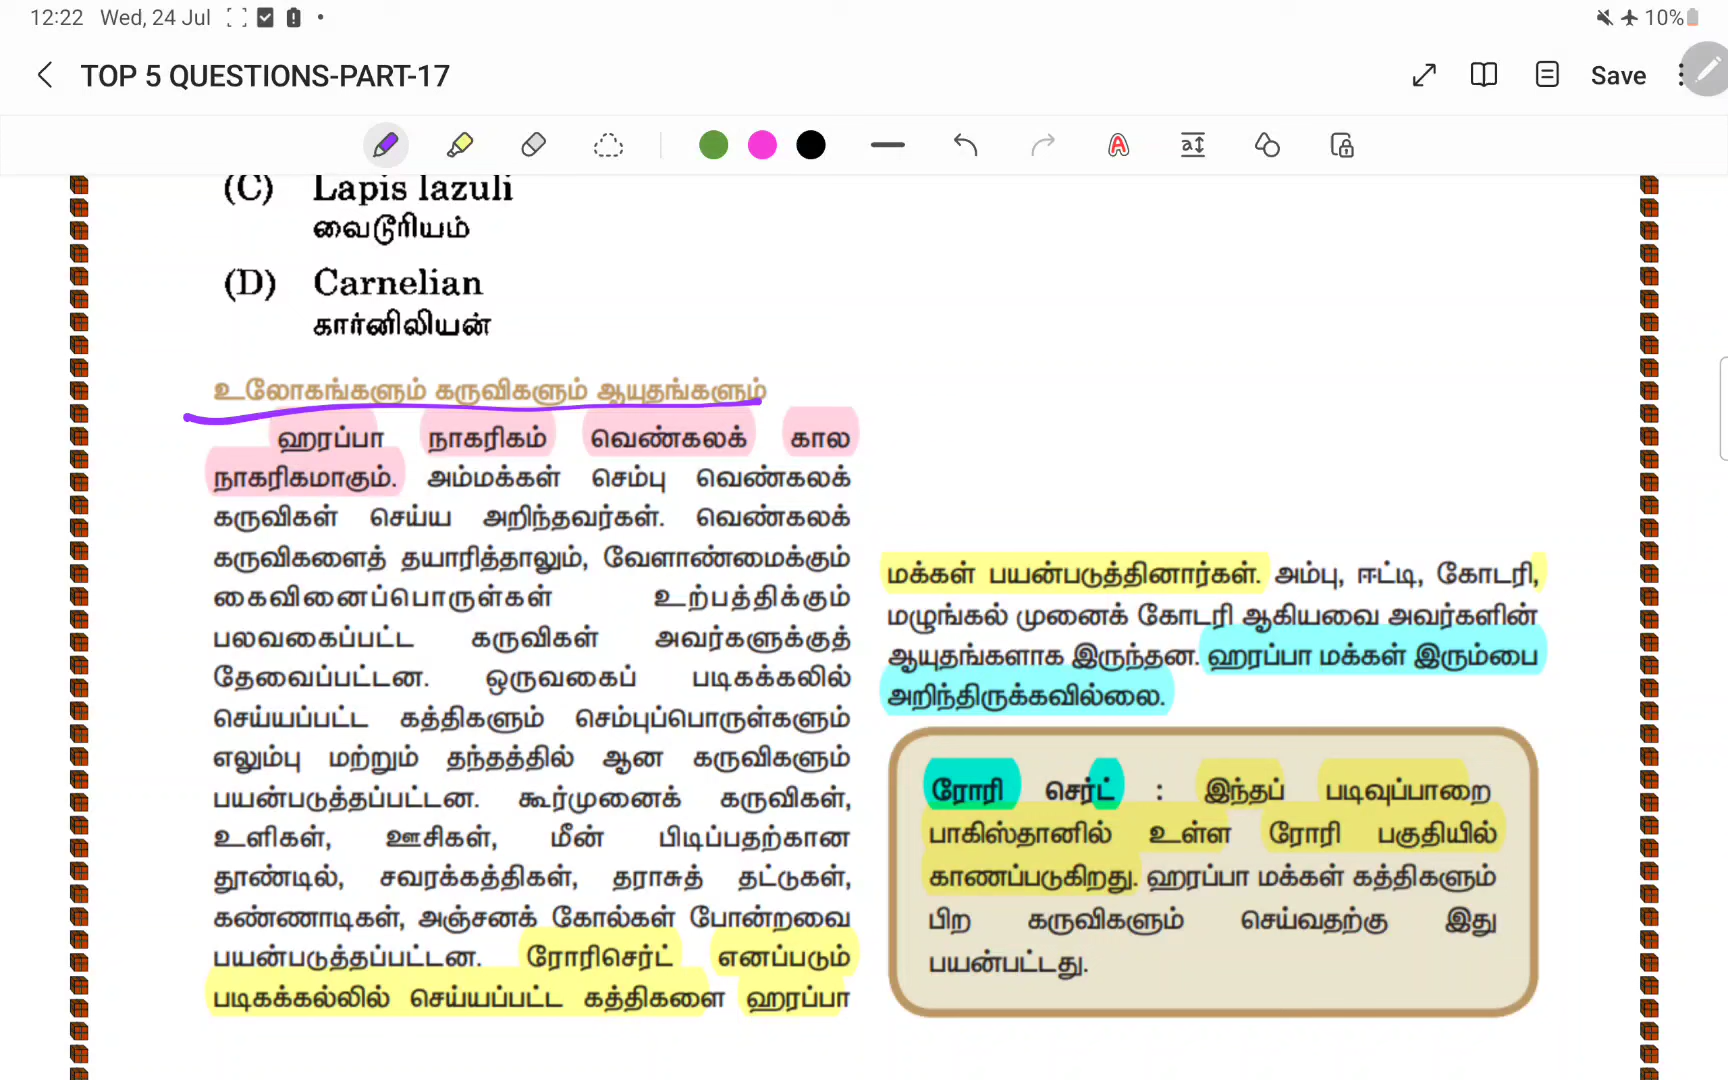 12:22 Wed, 24 Jul
10%
TOP 5 QUESTIONS-PART-17
Save
(C) Lapis lazuli
வைடூரியம்
(D) Carnelian
கார்னிலியன்
உலோகங்களும் கருவிகளும் ஆயுதங்களும்
ஹரப்பா நாகரிகம் வெண்கலக் கால
நாகரிகமாகும். அம்மக்கள் செம்பு வெண்கலக்
கருவிகள் செய்ய அறிந்தவர்கள். வெண்கலக்
கருவிகளைத் தயாரித்தாலும், வேளாண்மைக்கும்
கைவினைப்பொருள்கள் உற்பத்திக்கும்
பலவகைப்பட்ட கருவிகள் அவர்களுக்குத்
தேவைப்பட்டன. ஒருவகைப் படிகக்கலில்
செய்யப்பட்ட கத்திகளும் செம்புப்பொருள்களும்
எலும்பு மற்றும் தந்தத்தில் ஆன கருவிகளும்
பயன்படுத்தப்பட்டன. கூர்முனைக் கருவிகள்,
உளிகள், ஊசிகள், மீன் பிடிப்பதற்கான
தூண்டில், சவரக்கத்திகள், தராசுத் தட்டுகள்,
கண்ணாடிகள், அஞ்சனக் கோல்கள் போன்றவை
பயன்படுத்தப்பட்டன. ரோரிசெர்ட் எனப்படும்
படிகக்கல்லில் செய்யப்பட்ட கத்திகளை ஹரப்பா
மக்கள் பயன்படுத்தினார்கள். அம்பு, ஈட்டி, கோடரி,
மழுங்கல் முனைக் கோடரி ஆகியவை அவர்களின்
ஆயுதங்களாக இருந்தன. ஹரப்பா மக்கள் இரும்பை
அறிந்திருக்கவில்லை.
ரோரி செர்ட் : இந்தப் படிவுப்பாறை
பாகிஸ்தானில் உள்ள ரோரி பகுதியில்
காணப்படுகிறது. ஹரப்பா மக்கள் கத்திகளும்
பிற கருவிகளும் செய்வதற்கு இது
பயன்பட்டது.